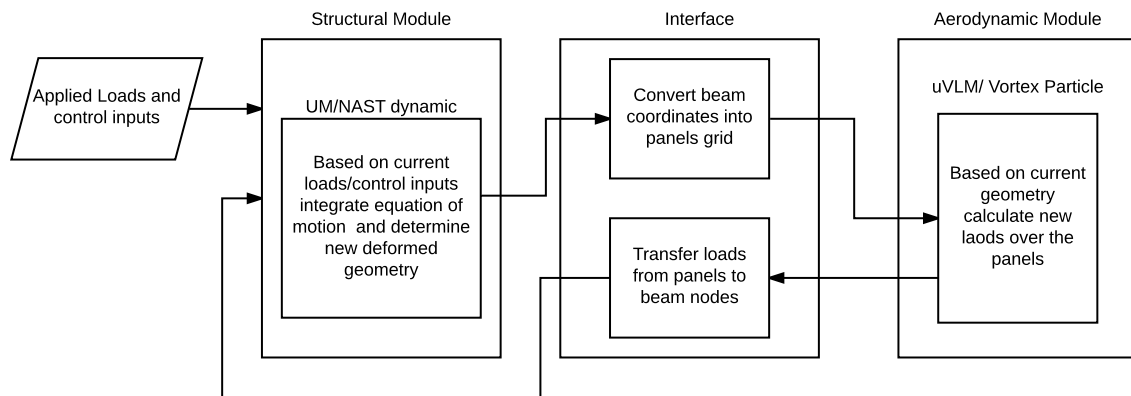 Structural Module
Interface
Aerodynamic Module
Applied Loads and
control inputs
UM/NAST dynamic
Based on current
loads/control inputs
integrate equation of
motion and determine
new deformed
geometry
Convert beam
coordinates into
panels grid
Transfer loads
from panels to
beam nodes
uVLM/ Vortex Particle
Based on current
geometry
calculate new
laods over the
panels